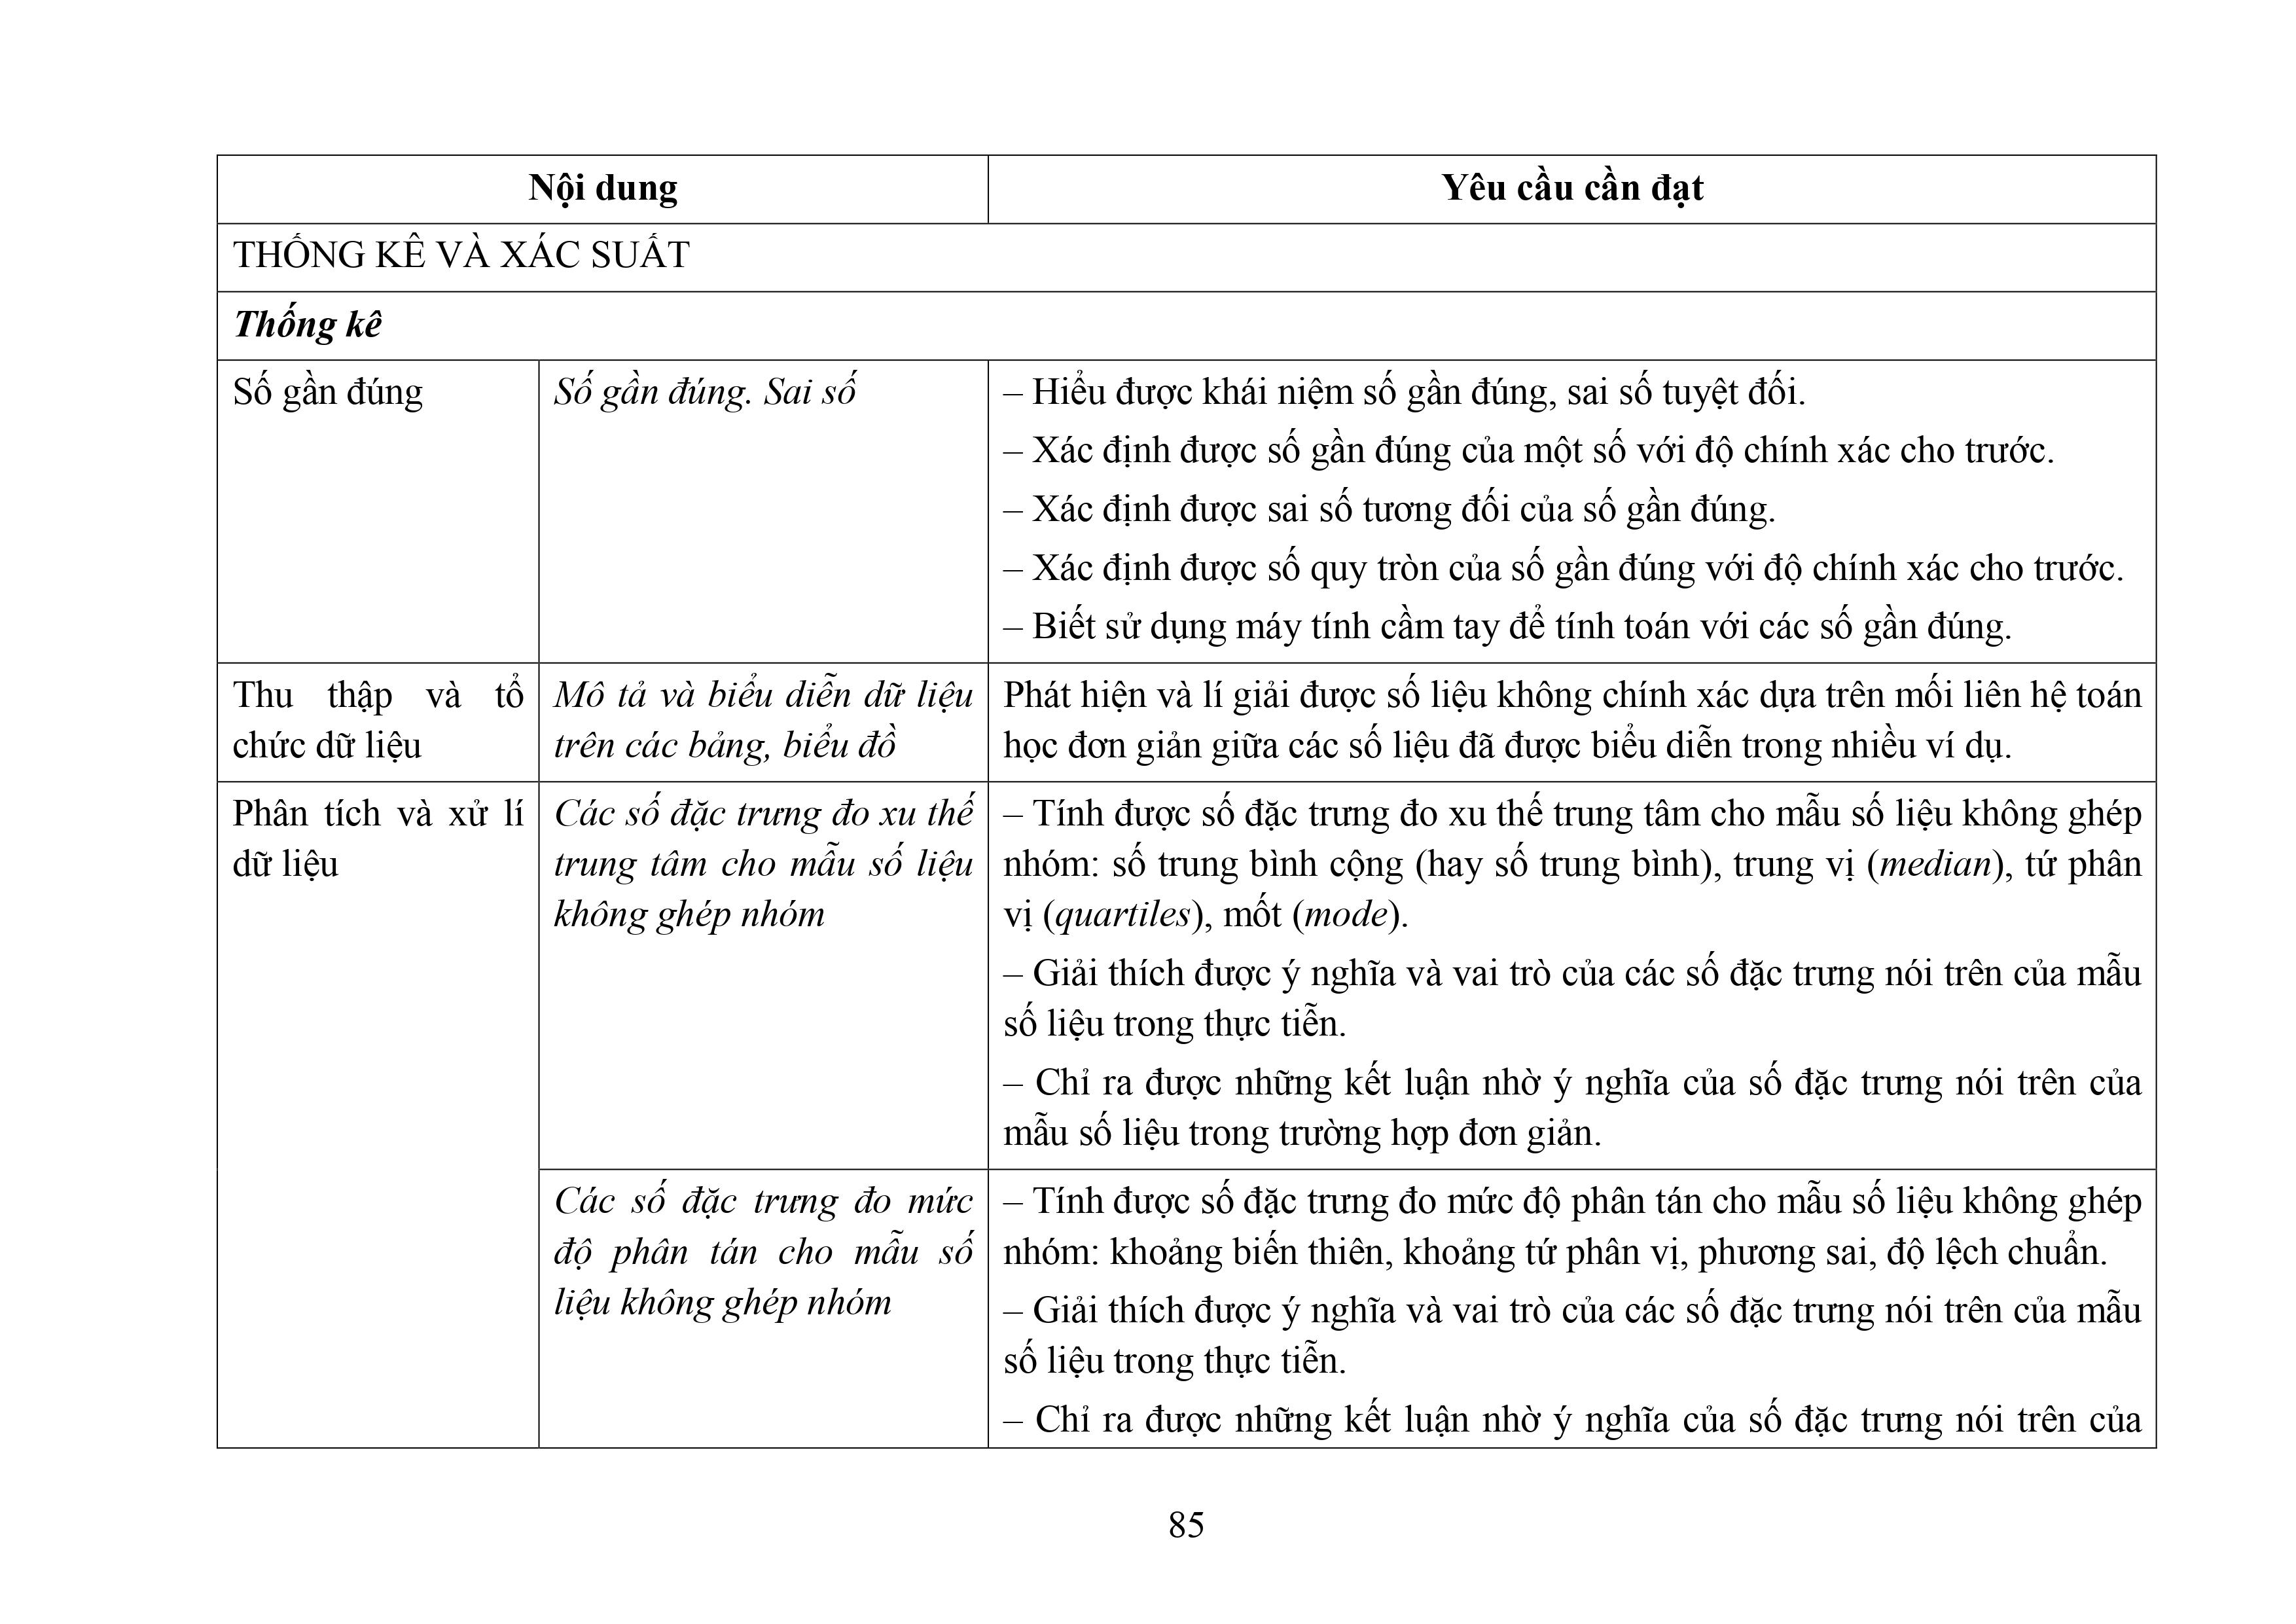 Nội dung
Yêu cầu cần đạt
THỐNG KÊ VÀ XÁC SUẤT
Thống kê
Số gần đúng
Số gần đúng. Sai số
– Hiểu được khái niệm số gần đúng, sai số tuyệt đối.
– Xác định được số gần đúng của một số với độ chính xác cho trước.
– Xác định được sai số tương đối của số gần đúng.
– Xác định được số quy tròn của số gần đúng với độ chính xác cho trước.
– Biết sử dụng máy tính cầm tay để tính toán với các số gần đúng.
Thu thập và tổ
chức dữ liệu
Mô tả và biểu diễn dữ liệu
trên các bảng, biểu đồ
Phát hiện và lí giải được số liệu không chính xác dựa trên mối liên hệ toán
học đơn giản giữa các số liệu đã được biểu diễn trong nhiều ví dụ.
Phân tích và xử lí
dữ liệu
Các số đặc trưng đo xu thế
trung tâm cho mẫu số liệu
không ghép nhóm
– Tính được số đặc trưng đo xu thế trung tâm cho mẫu số liệu không ghép
nhóm: số trung bình cộng (hay số trung bình), trung vị (median), tứ phân
vị (quartiles), mốt (mode).
– Giải thích được ý nghĩa và vai trò của các số đặc trưng nói trên của mẫu
số liệu trong thực tiễn.
– Chỉ ra được những kết luận nhờ ý nghĩa của số đặc trưng nói trên của
mẫu số liệu trong trường hợp đơn giản.
Các số đặc trưng đo mức
độ phân tán cho mẫu số
liệu không ghép nhóm
– Tính được số đặc trưng đo mức độ phân tán cho mẫu số liệu không ghép
nhóm: khoảng biến thiên, khoảng tứ phân vị, phương sai, độ lệch chuẩn.
– Giải thích được ý nghĩa và vai trò của các số đặc trưng nói trên của mẫu
số liệu trong thực tiễn.
– Chỉ ra được những kết luận nhờ ý nghĩa của số đặc trưng nói trên của
85